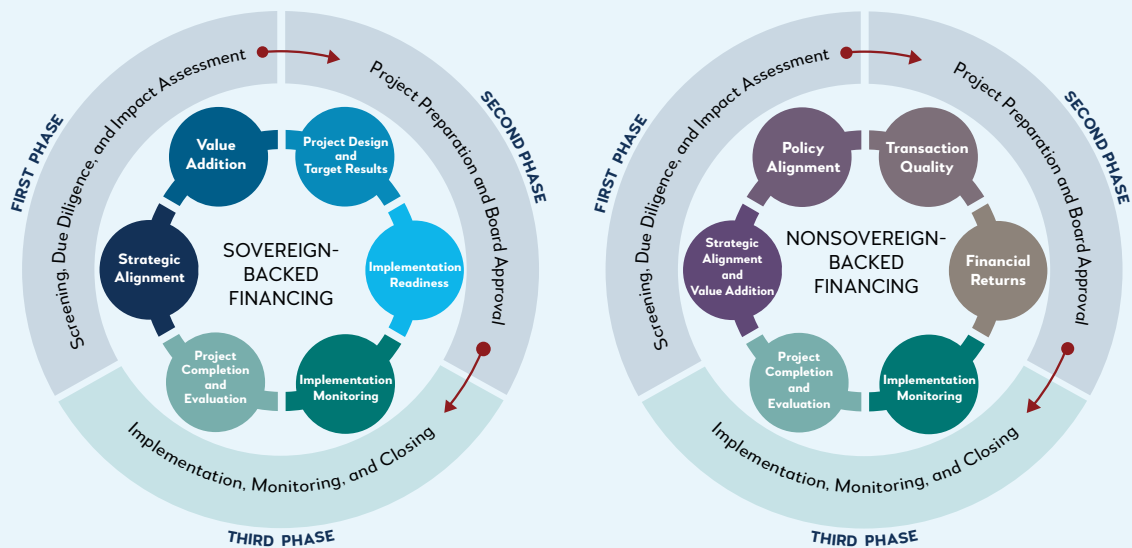 FIRST PHASE
Screening, Due Diligence, and Impact Assessment
SECOND PHASE
Project Preparation and Board Approval
THIRD PHASE
Implementation, Monitoring, and Closing
SOVEREIGN-
BACKED
FINANCING
Strategic
Alignment
Value
Addition
Project Design
and
Target Results
Implementation
Readiness
Implementation
Monitoring
Project
Completion
and
Evaluation
FIRST PHASE
Screening, Due Diligence, and Impact Assessment
SECOND PHASE
Project Preparation and Board Approval
THIRD PHASE
Implementation, Monitoring, and Closing
NONSOVEREIGN-
BACKED
FINANCING
Strategic
Alignment
and
Value Addition
Policy
Alignment
Transaction
Quality
Financial
Returns
Implementation
Monitoring
Project
Completion
and
Evaluation